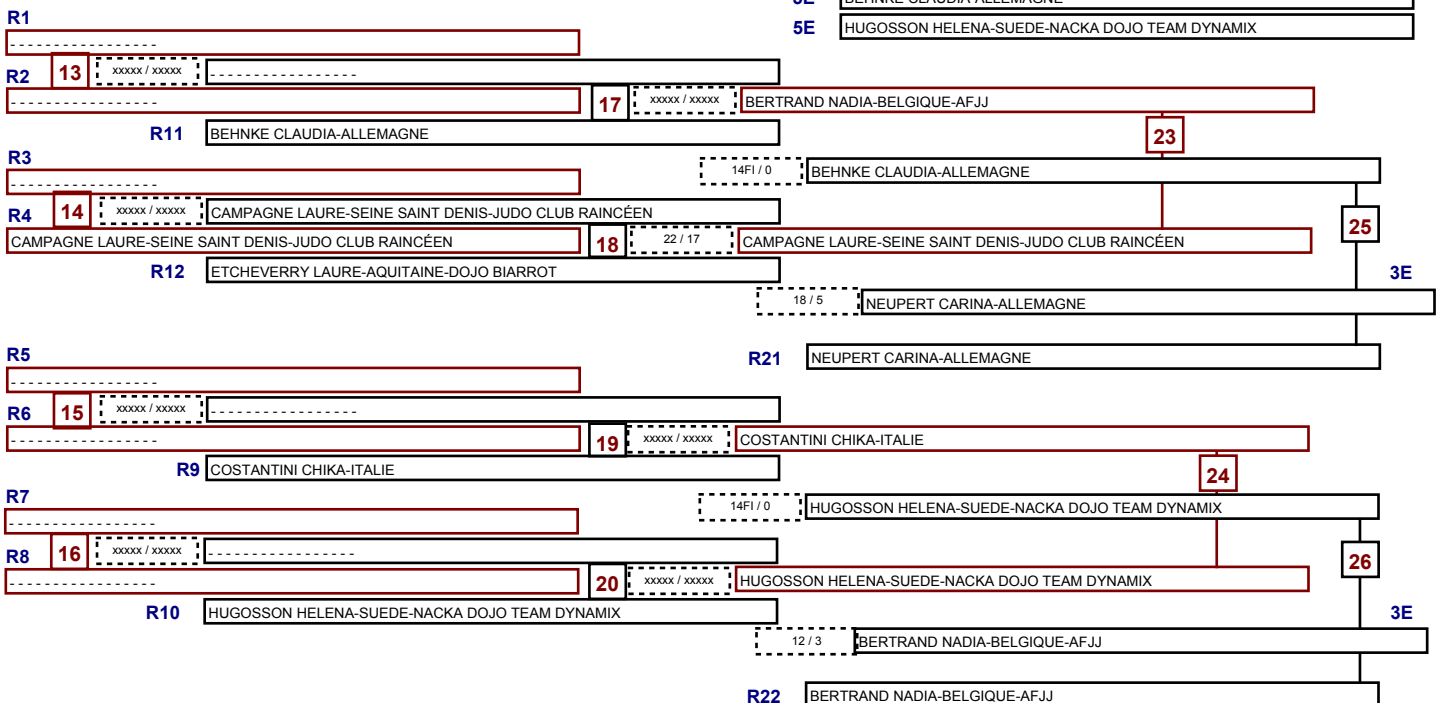 5E BEHNKE CLAUDIA-ALLEMAGNE
5E HUGOSSON HELENA-SUEDE-NACKA DOJO TEAM DYNAMIX
R1
- - - - - - - - - - - - - - - -
R2 13 xxxxx / xxxxx - - - - - - - - - - - - - - - -
- - - - - - - - - - - - - - - - 17 xxxxx / xxxxx BERTRAND NADIA-BELGIQUE-AFJJ
R11 BEHNKE CLAUDIA-ALLEMAGNE 23
R3 14FI / 0 BEHNKE CLAUDIA-ALLEMAGNE
- - - - - - - - - - - - - - - -
R4 14 xxxxx / xxxxx CAMPAGNE LAURE-SEINE SAINT DENIS-JUDO CLUB RAINCÉEN 25
CAMPAGNE LAURE-SEINE SAINT DENIS-JUDO CLUB RAINCÉEN 18 22 / 17 CAMPAGNE LAURE-SEINE SAINT DENIS-JUDO CLUB RAINCÉEN
R12 ETCHEVERRY LAURE-AQUITAINE-DOJO BIARROT 3E
18 / 5 NEUPERT CARINA-ALLEMAGNE
R5 R21 NEUPERT CARINA-ALLEMAGNE
- - - - - - - - - - - - - - - -
R6 15 xxxxx / xxxxx - - - - - - - - - - - - - - - -
- - - - - - - - - - - - - - - - 19 xxxxx / xxxxx COSTANTINI CHIKA-ITALIE
R9 COSTANTINI CHIKA-ITALIE 24
R7 14FI / 0 HUGOSSON HELENA-SUEDE-NACKA DOJO TEAM DYNAMIX
- - - - - - - - - - - - - - - -
R8 16 xxxxx / xxxxx - - - - - - - - - - - - - - - - 26
- - - - - - - - - - - - - - - - 20 xxxxx / xxxxx HUGOSSON HELENA-SUEDE-NACKA DOJO TEAM DYNAMIX
R10 HUGOSSON HELENA-SUEDE-NACKA DOJO TEAM DYNAMIX 3E
12 / 3 BERTRAND NADIA-BELGIQUE-AFJJ
R22 BERTRAND NADIA-BELGIQUE-AFJJ